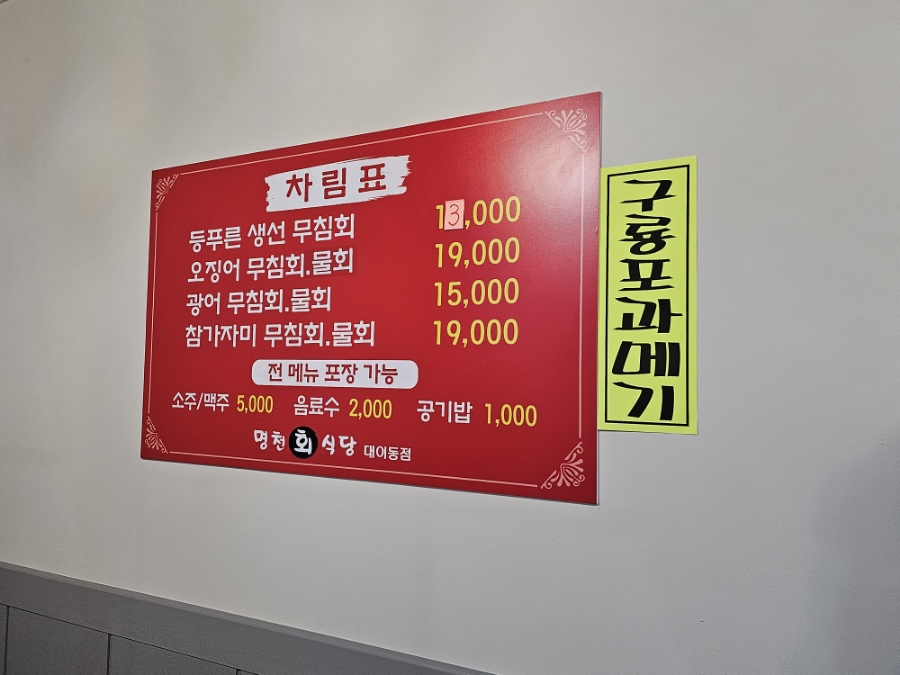 차림표
등푸른 생선 무침회 13,000
오징어 무침회.물회 19,000
광어 무침회.물회 15,000
참가자미 무침회.물회 19,000
전 메뉴 포장 가능
소주/맥주 5,000 음료수 2,000 공기밥 1,000
명천회식당 대이동점
구룡포과메기